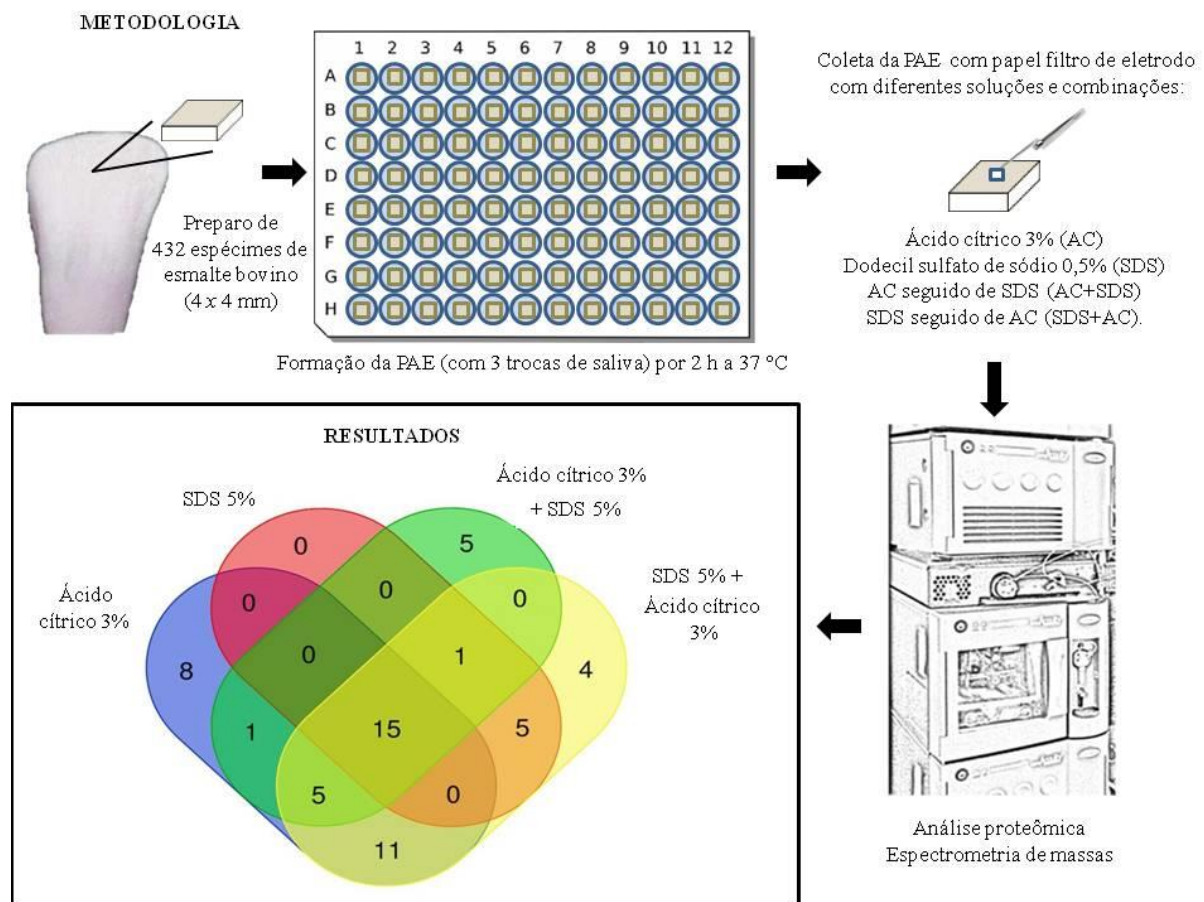 METODOLOGIA
Preparo de
432 espécimes de
esmalte bovino
(4 x 4 mm)
1 2 3 4 5 6 7 8 9 10 11 12
A
B
C
D
E
F
G
H
Formação da PAE (com 3 trocas de saliva) por 2 h a 37 °C
Coleta da PAE com papel filtro de eletrodo
com diferentes soluções e combinações:
Ácido cítrico 3% (AC)
Dodecil sulfato de sódio 0,5% (SDS)
AC seguido de SDS (AC+SDS)
SDS seguido de AC (SDS+AC).
Análise proteômica
Espectrometria de massas
RESULTADOS
Ácido
cítrico 3%
SDS 5%
Ácido cítrico 3%
+ SDS 5%
SDS 5% +
Ácido cítrico
3%
0
5
0
0
0
8
0
1
4
1
15
5
5
0
11